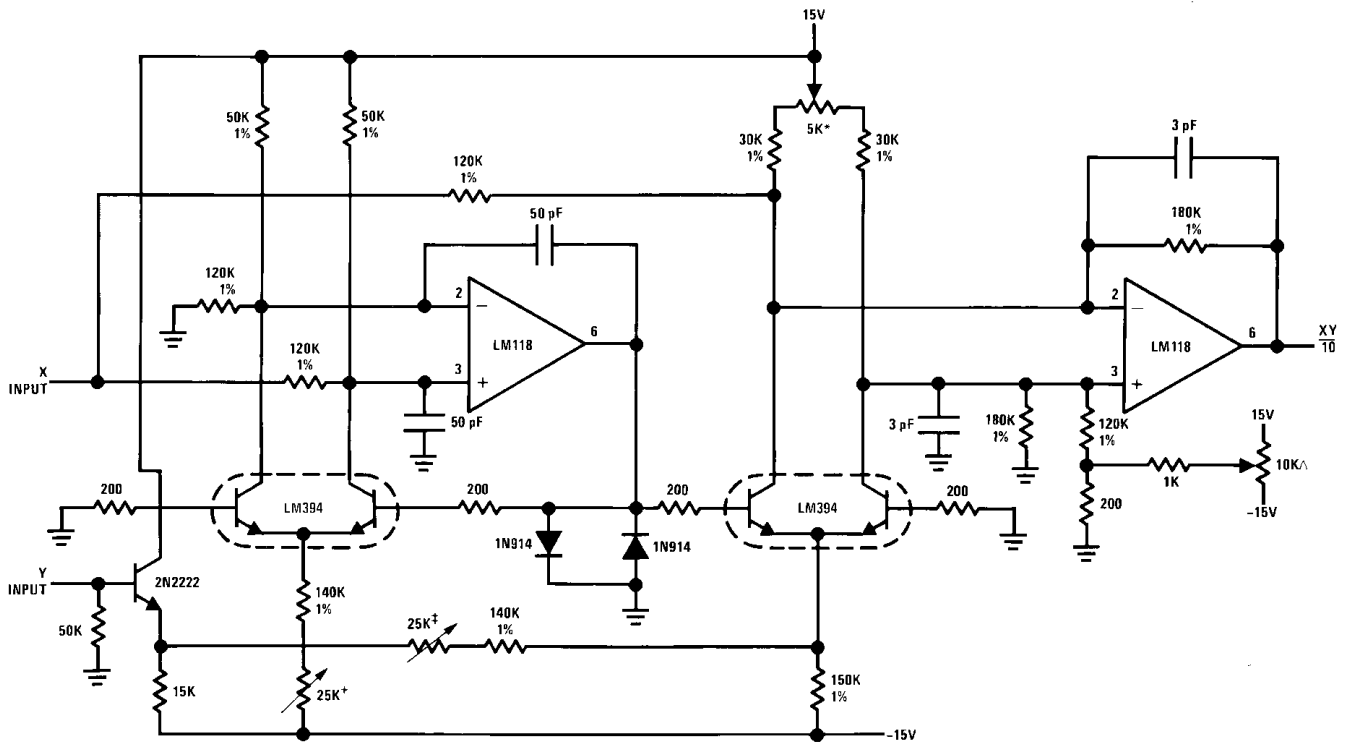 15V
50K
1%
50K
1%
5K*
30K
1%
30K
1%
3 pF
120K
1%
50 pF
180K
1%
120K
1%
2
−
LM118
6
3
+
120K
1%
X
INPUT
50 pF
2
−
LM118
6
XY
10
3
+
3 pF
180K
1%
120K
1%
15V
10K△
1K
-15V
200
200
LM394
200
200
LM394
200
1N914
1N914
Y
INPUT
2N2222
50K
140K
1%
25K‡
140K
1%
15K
25K+
150K
1%
-15V